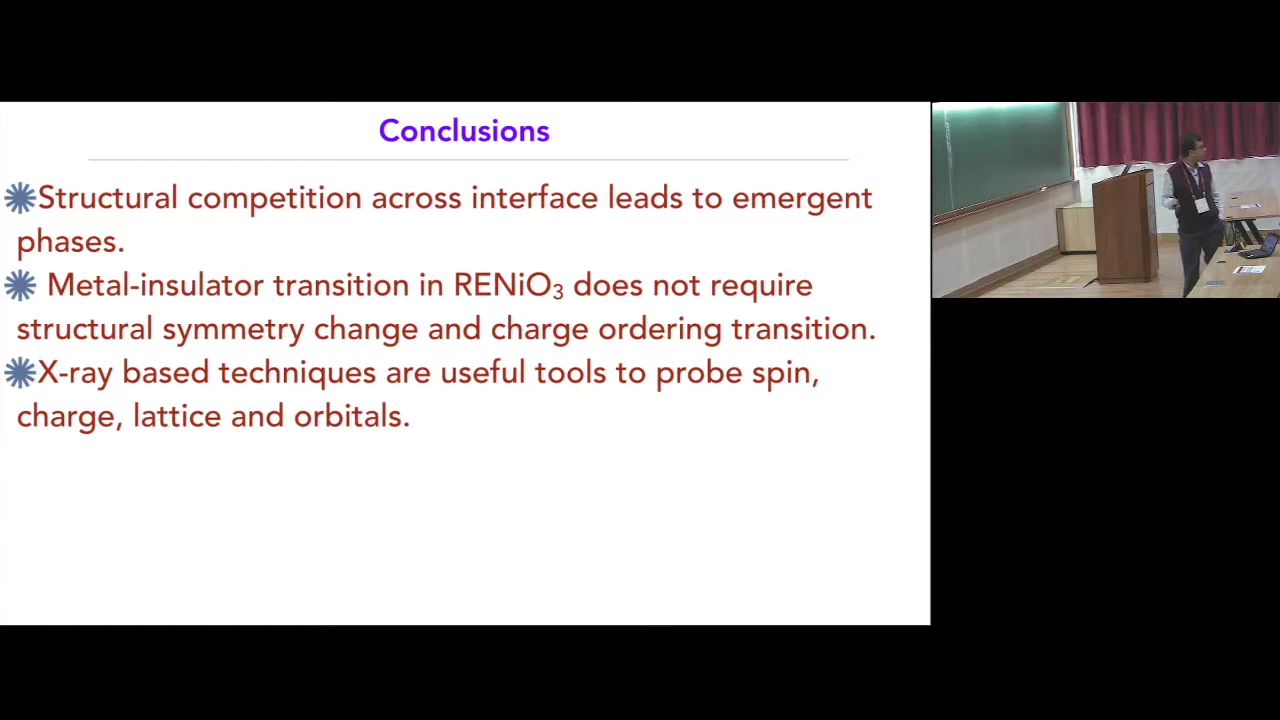 Conclusions
Structural competition across interface leads to emergent
phases.
Metal-insulator transition in RENiO₃ does not require
structural symmetry change and charge ordering transition.
X-ray based techniques are useful tools to probe spin,
charge, lattice and orbitals.